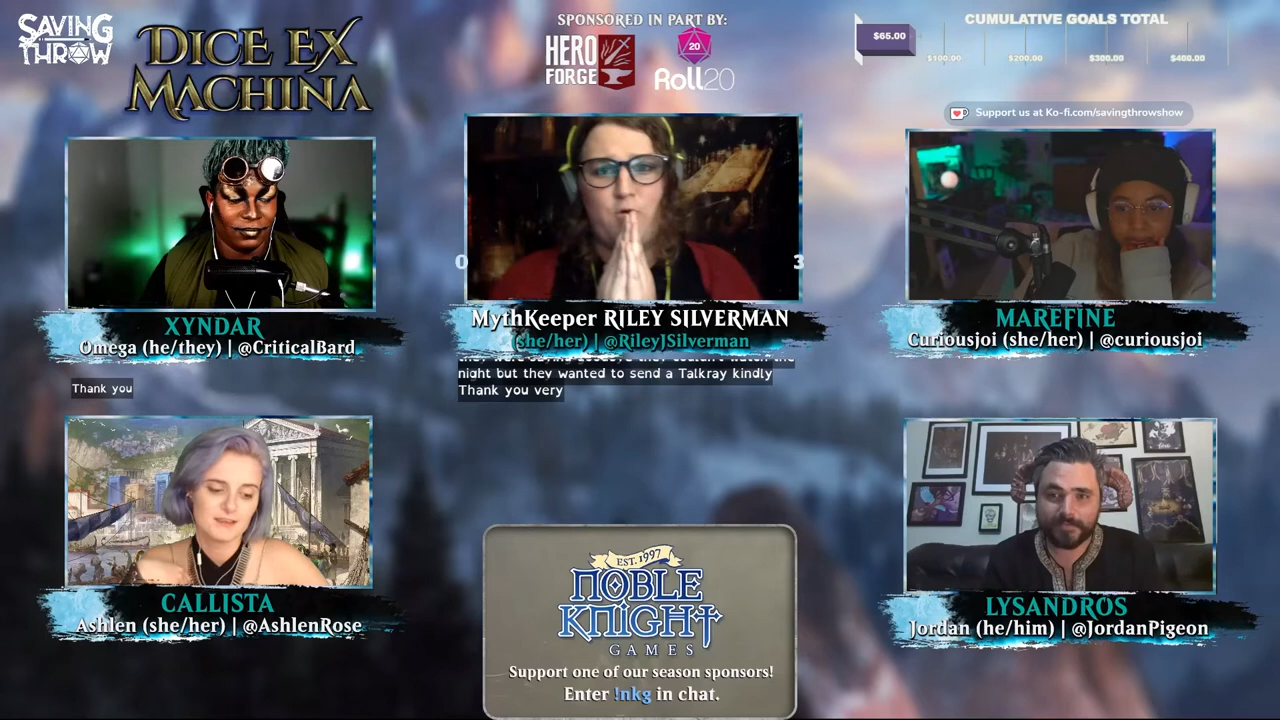 SAVING
THROW
DICE EX
MACHINA
SPONSORED IN PART BY:
HERO
FORGE
20
Roll20
CUMULATIVE GOALS TOTAL
$65.00
$100.00
$200.00
$300.00
$400.00
Support us at Ko-fi.com/savingthrowshow
0
3
XYNDAR
Omega (he/they) | @CriticalBard
MythKeeper RILEY SILVERMAN
(she/her) | @RileyJSilverman
MAREFINE
Curiousjoi (she/her) | @curiousjoi
Thank you
night but they wanted to send a Talkray kindly
Thank you very
CALLISTA
Ashlen (she/her) | @AshlenRose
LYSANDROS
Jordan (he/him) | @JordanPigeon
EST. 1997
NOBLE
KNIGHT
GAMES
Support one of our season sponsors!
Enter !nkg in chat.